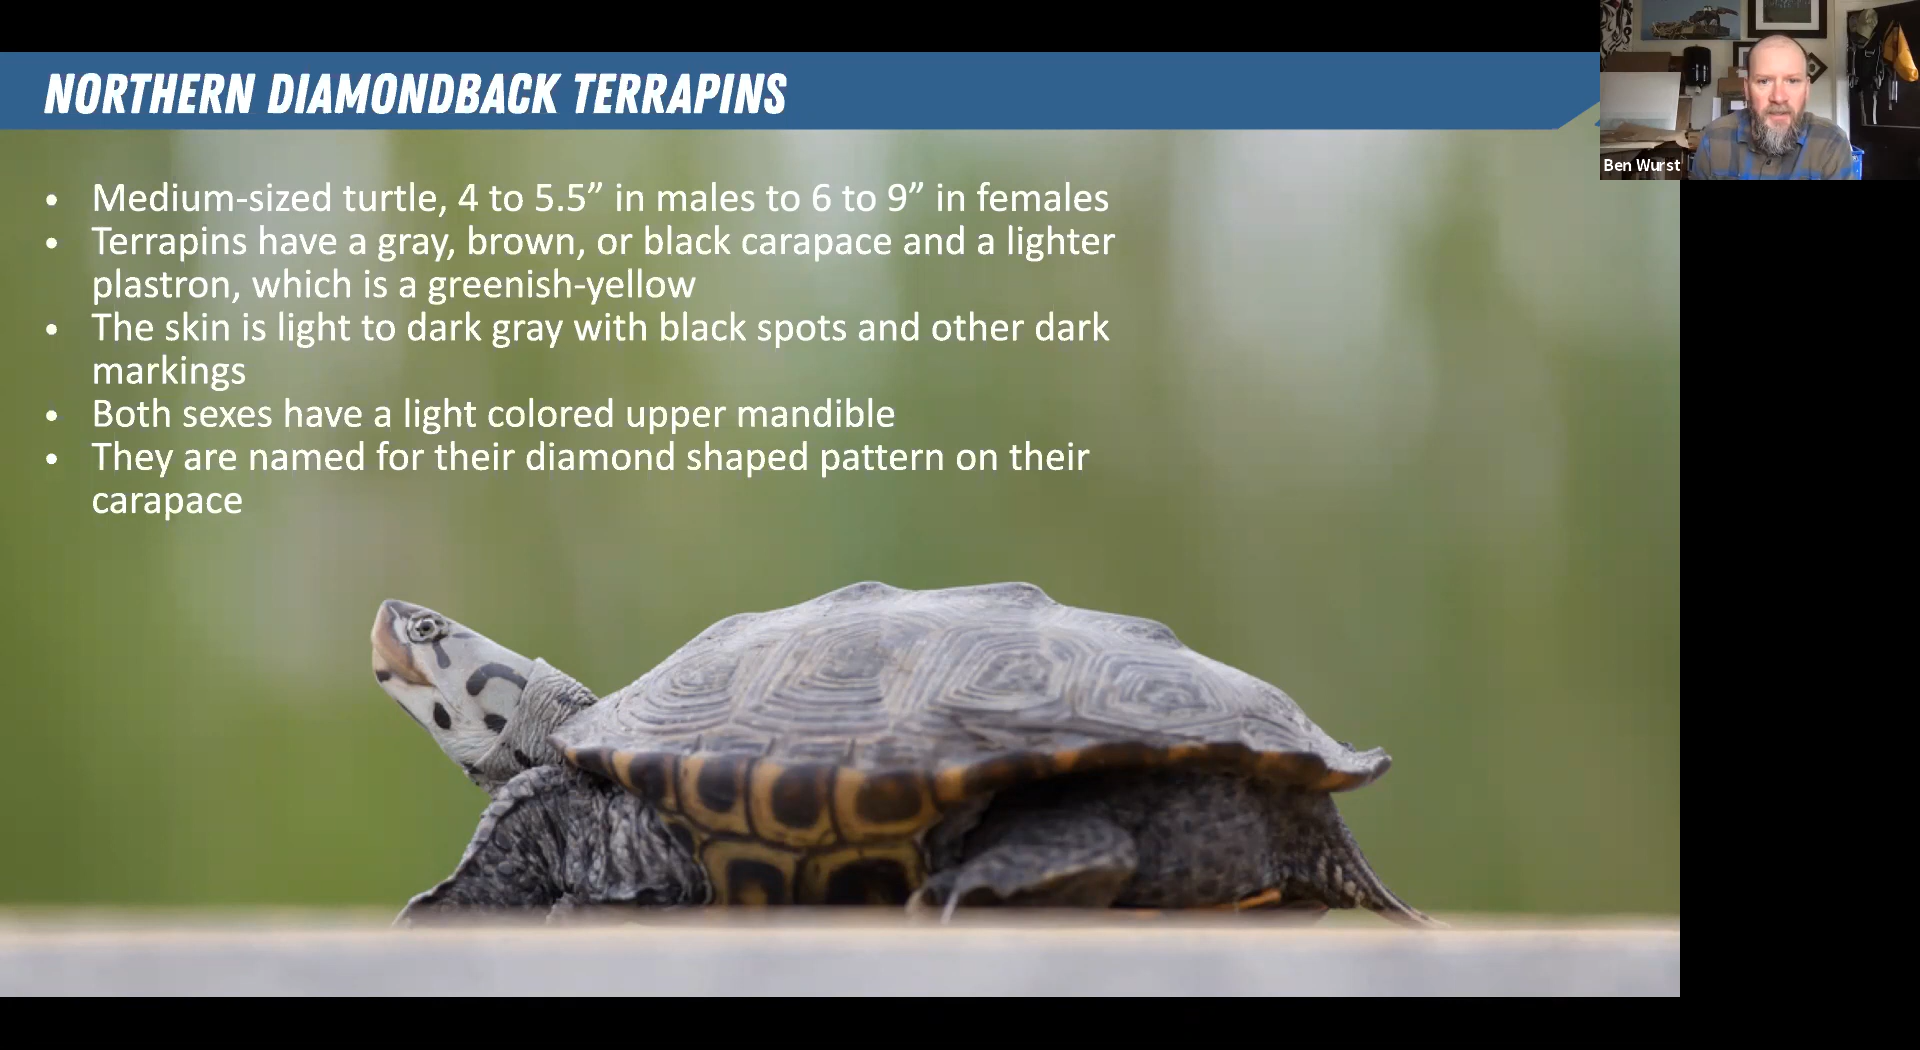 NORTHERN DIAMONDBACK TERRAPINS
Ben Wurst
• Medium-sized turtle, 4 to 5.5” in males to 6 to 9” in females
• Terrapins have a gray, brown, or black carapace and a lighter
plastron, which is a greenish-yellow
• The skin is light to dark gray with black spots and other dark
markings
• Both sexes have a light colored upper mandible
• They are named for their diamond shaped pattern on their
carapace